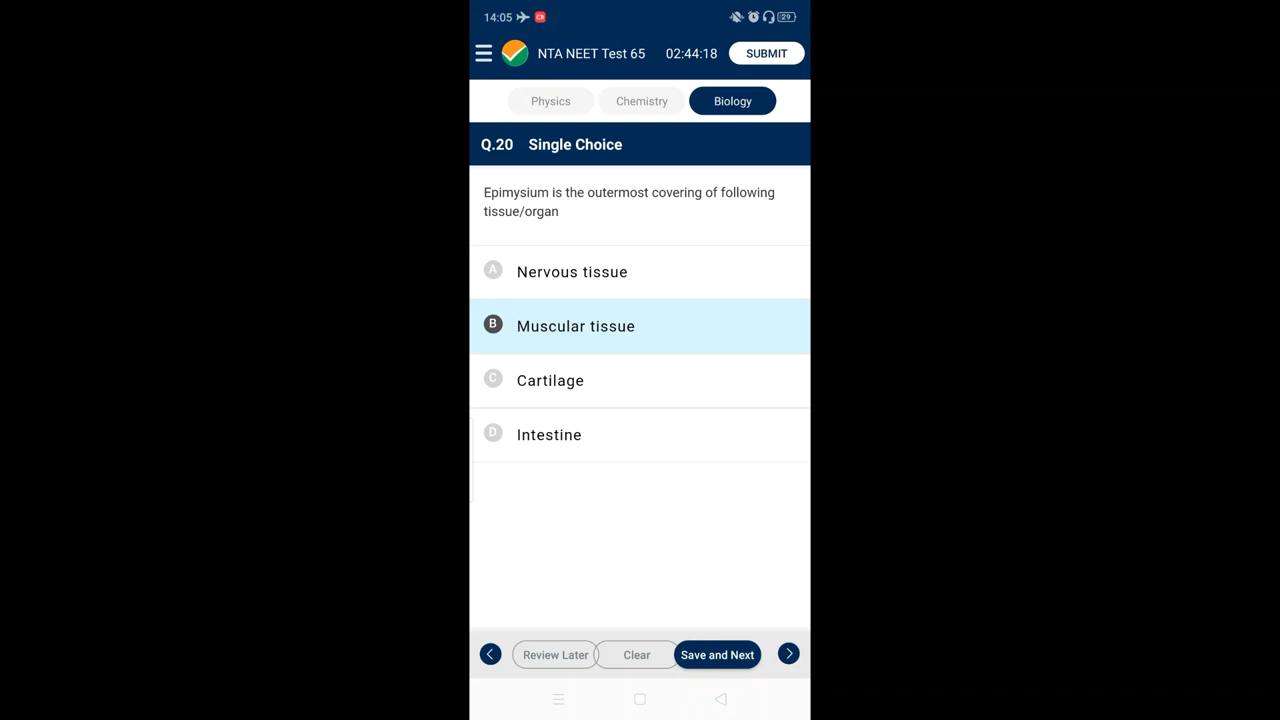 14:05 29
NTA NEET Test 65 02:44:18 SUBMIT
Physics Chemistry Biology
Q.20 Single Choice
Epimysium is the outermost covering of following
tissue/organ
A Nervous tissue
B Muscular tissue
C Cartilage
D Intestine
Review Later Clear Save and Next